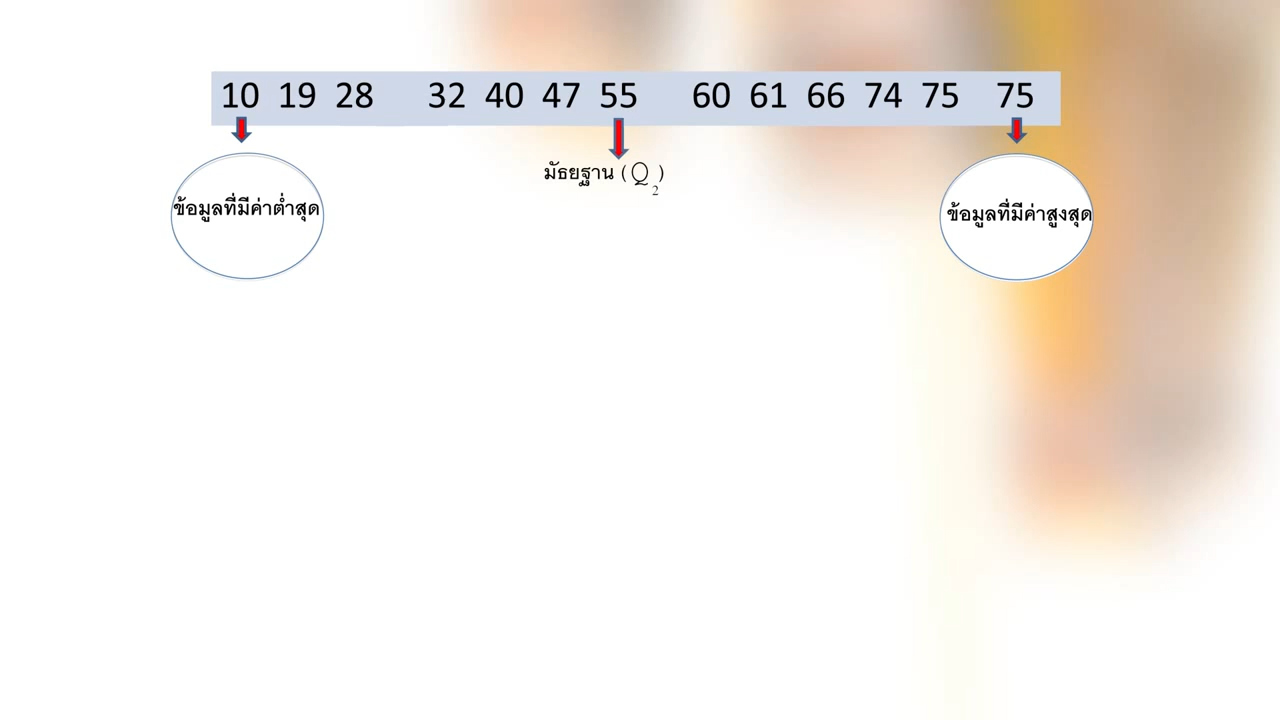 10 19 28 32 40 47 55 60 61 66 74 75 75
มัธยฐาน ( Q 2 )
ข้อมูลที่มีค่าต่ำสุด
ข้อมูลที่มีค่าสูงสุด